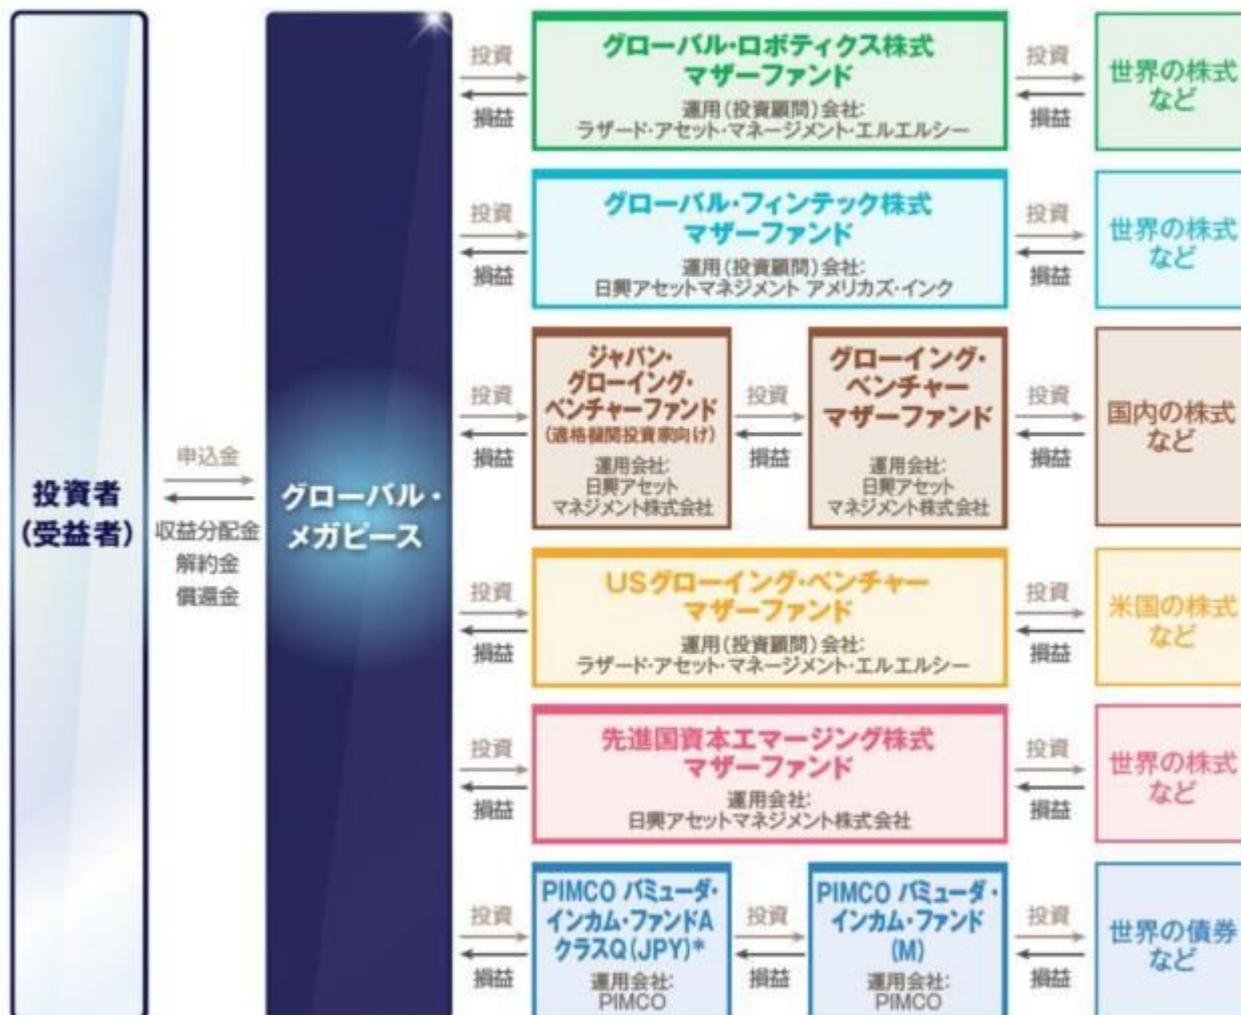 投資者
(受益者)
申込金
収益分配金
解約金
償還金
グローバル・
メガピース
投資
損益
グローバル・ロボティクス株式
マザーファンド
運用(投資顧問)会社:
ラザード・アセット・マネージメント・エルエルシー
投資
損益
世界の株式
など
投資
損益
グローバル・フィンテック株式
マザーファンド
運用(投資顧問)会社:
日興アセットマネジメント アメリカズ・インク
投資
損益
世界の株式
など
投資
損益
ジャパン・
グローイング・
ベンチャーファンド
(適格機関投資家向け)
運用会社:
日興アセット
マネジメント株式会社
投資
損益
グローイング・
ベンチャー
マザーファンド
運用会社:
日興アセット
マネジメント株式会社
投資
損益
国内の株式
など
投資
損益
USグローイング・ベンチャー
マザーファンド
運用(投資顧問)会社:
ラザード・アセット・マネージメント・エルエルシー
投資
損益
米国の株式
など
投資
損益
先進国資本エマージング株式
マザーファンド
運用会社:
日興アセットマネジメント株式会社
投資
損益
世界の株式
など
投資
損益
PIMCO バミューダ・
インカム・ファンドA
クラスQ(JPY)*
運用会社:
PIMCO
投資
損益
PIMCO バミューダ・
インカム・ファンド
(M)
運用会社:
PIMCO
投資
損益
世界の債券
など